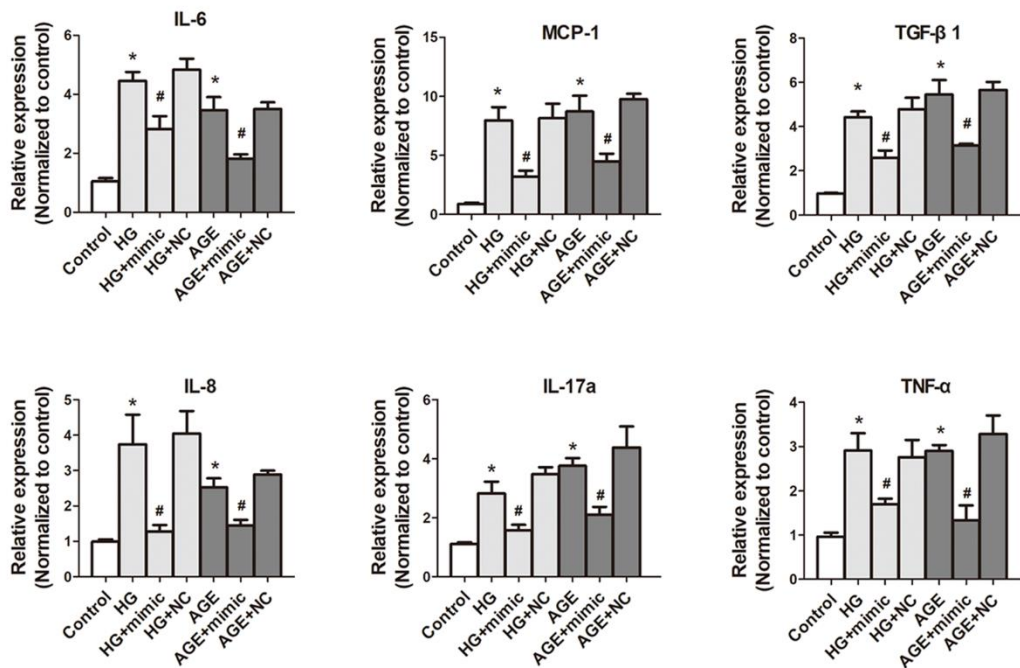 IL-6
Relative expression
(Normalized to control)
8
6
4
2
0
*
#
*
#
Control
HG
HG+mimic
HG+NC
AGE
AGE+mimic
AGE+NC
MCP-1
Relative expression
(Normalized to control)
15
10
5
0
*
#
*
#
Control
HG
HG+mimic
HG+NC
AGE
AGE+mimic
AGE+NC
TGF-β 1
Relative expression
(Normalized to control)
8
6
4
2
0
*
#
*
#
Control
HG
HG+mimic
HG+NC
AGE
AGE+mimic
AGE+NC
IL-8
Relative expression
(Normalized to control)
5
4
3
2
1
0
*
#
*
#
Control
HG
HG+mimic
HG+NC
AGE
AGE+mimic
AGE+NC
IL-17a
Relative expression
(Normalized to control)
6
4
2
0
*
#
*
#
Control
HG
HG+mimic
HG+NC
AGE
AGE+mimic
AGE+NC
TNF-α
Relative expression
(Normalized to control)
4
3
2
1
0
*
#
*
#
Control
HG
HG+mimic
HG+NC
AGE
AGE+mimic
AGE+NC